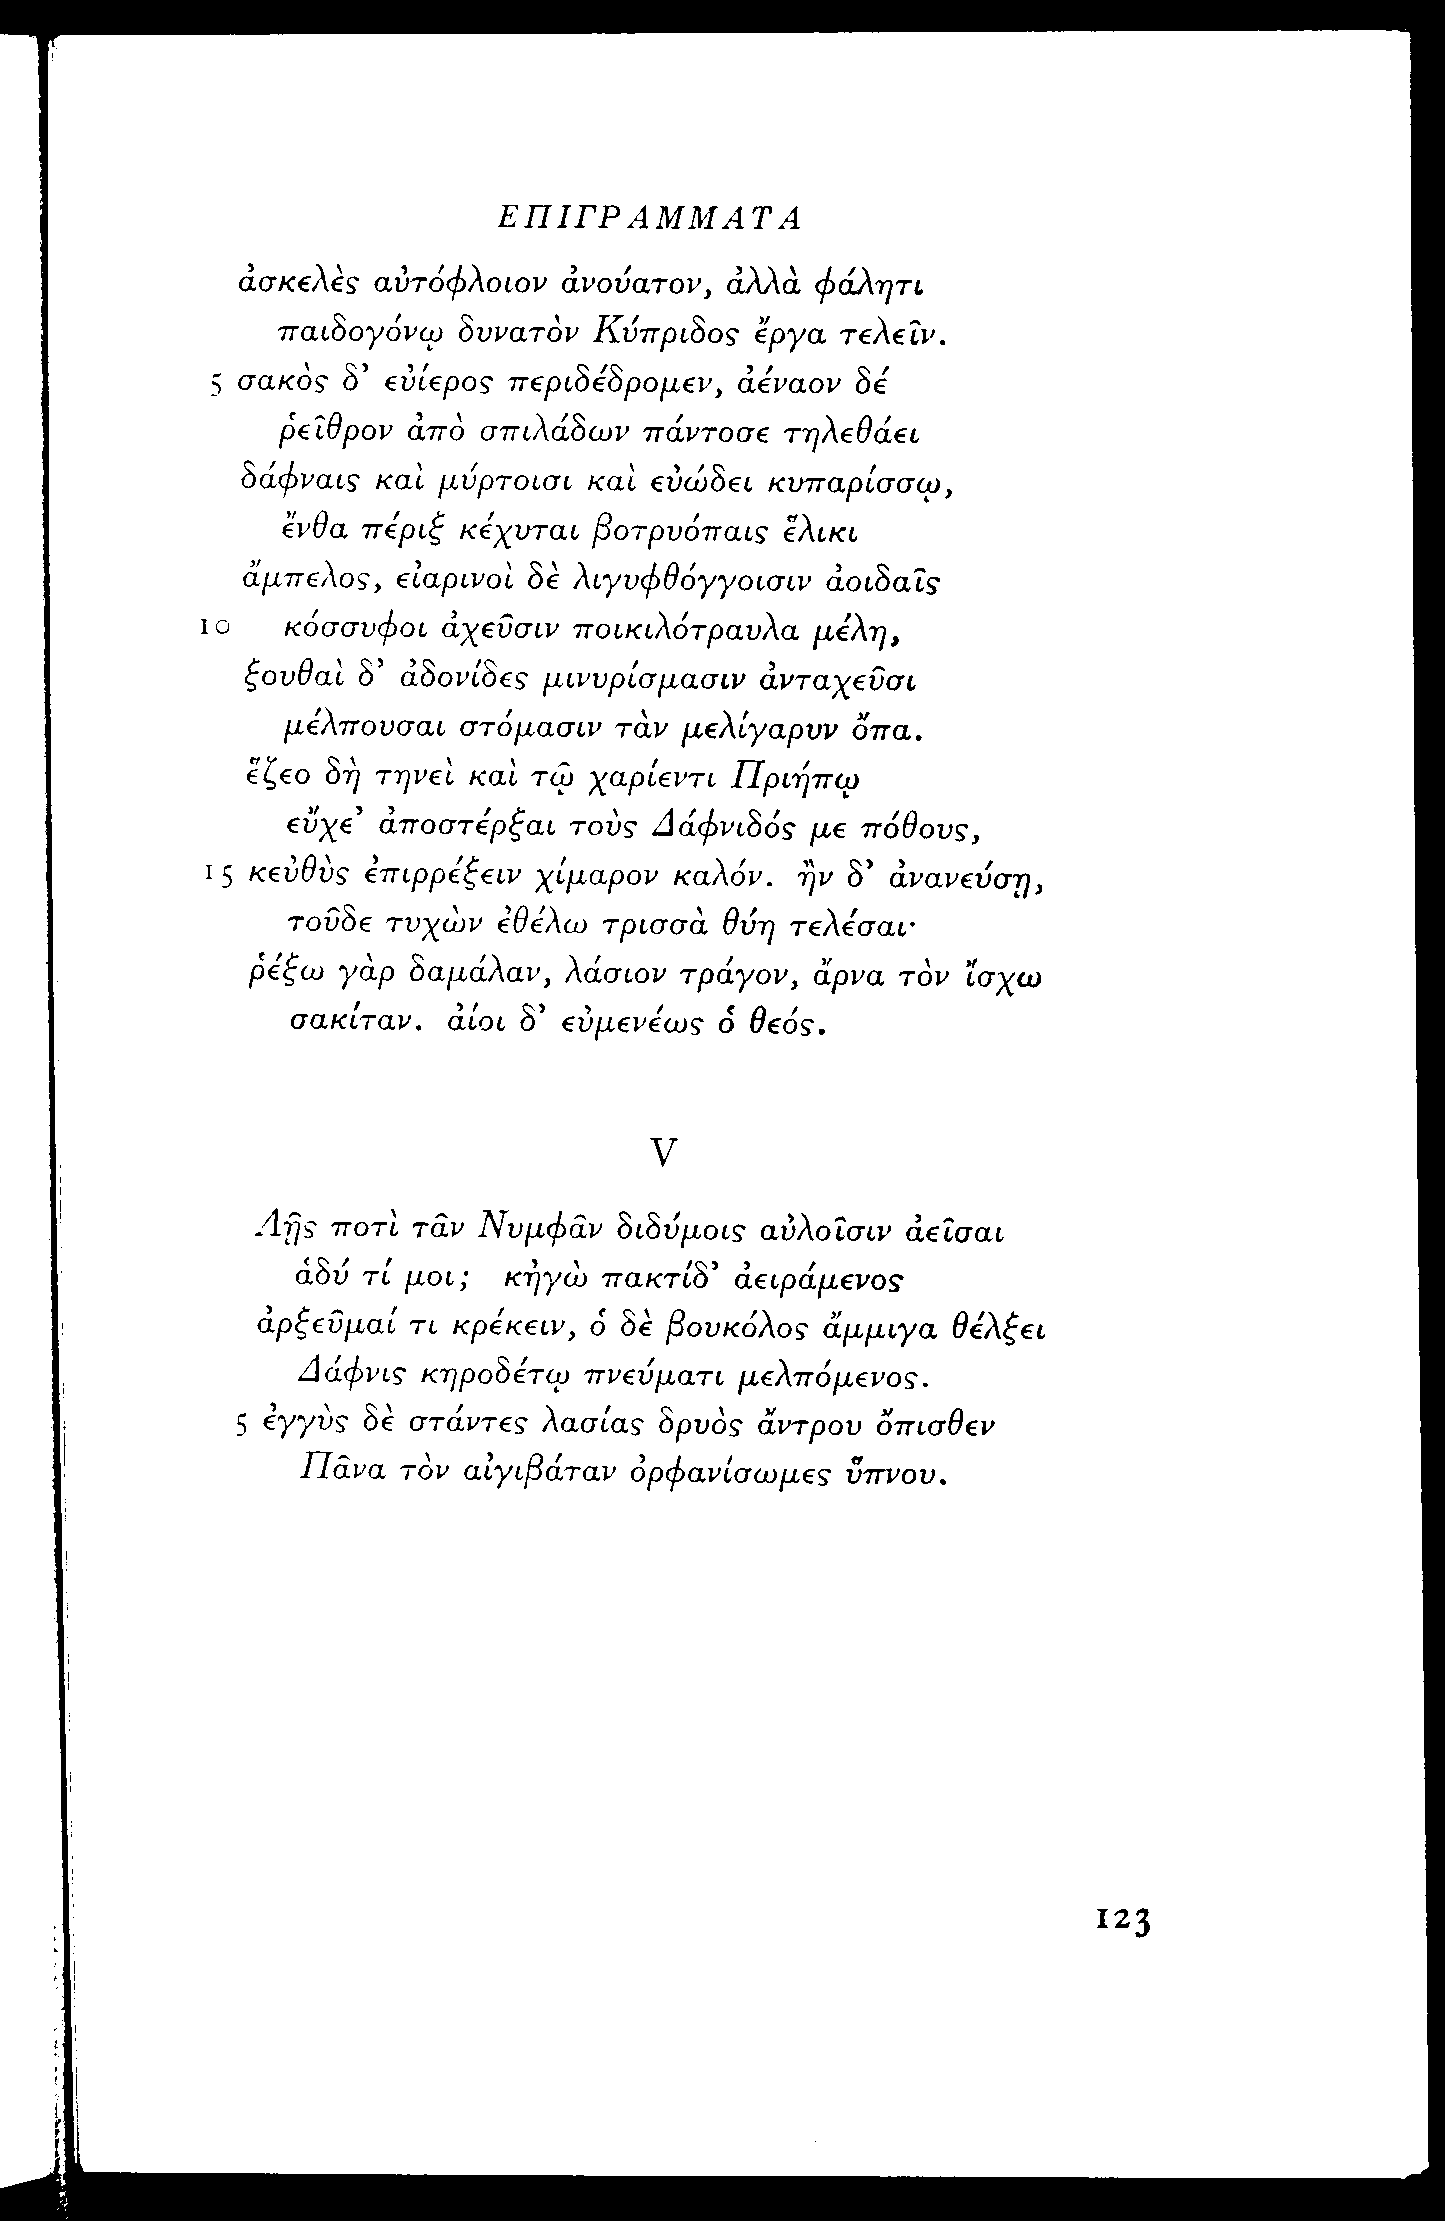 ΕΠΙΓΡΑΜΜΑΤΑ
ἀσκελὲς αὐτόφλοιον ἀνούατον, ἀλλὰ φάλητι
παιδογόνῳ δυνατὸν Κύπριδος ἔργα τελεῖν.
5 σακὸς δ’ εὐίερος περιδέδρομεν, ἀέναον δέ
ῥεῖθρον ἀπὸ σπιλάδων πάντοσε τηλεθάει
δάφναις καὶ μύρτοισι καὶ εὐώδει κυπαρίσσῳ,
ἔνθα πέριξ κέχυται βοτρυόπαις ἕλικι
ἄμπελος, εἰαρινοὶ δὲ λιγυφθόγγοισιν ἀοιδαῖς
10 κόσσυφοι ἀχεῦσιν ποικιλότραυλα μέλη,
ξουθαὶ δ’ ἀδονίδες μινυρίσμασιν ἀνταχεῦσι
μέλπουσαι στόμασιν τὰν μελίγαρυν ὄπα.
ἕζεο δὴ τηνεὶ καὶ τῷ χαρίεντι Πριήπῳ
εὔχε’ ἀποστέρξαι τοὺς Δάφνιδός με πόθους,
15 κεὐθὺς ἐπιρρέξειν χίμαρον καλόν. ἢν δ’ ἀνανεύσῃ,
τοῦδε τυχὼν ἐθέλω τρισσὰ θύη τελέσαι·
ῥέξω γὰρ δαμάλαν, λάσιον τράγον, ἄρνα τὸν ἴσχω
σακίταν. ἀίοι δ’ εὐμενέως ὁ θεός.
V
Λῇς ποτὶ τᾶν Νυμφᾶν διδύμοις αὐλοῖσιν ἀεῖσαι
ἁδύ τί μοι; κἠγὼ πακτίδ’ ἀειράμενος
ἀρξεῦμαί τι κρέκειν, ὁ δὲ βουκόλος ἄμμιγα θέλξει
Δάφνις κηροδέτῳ πνεύματι μελπόμενος.
5 ἐγγὺς δὲ στάντες λασίας δρυὸς ἄντρου ὄπισθεν
Πᾶνα τὸν αἰγιβάταν ὀρφανίσωμες ὕπνου.
123